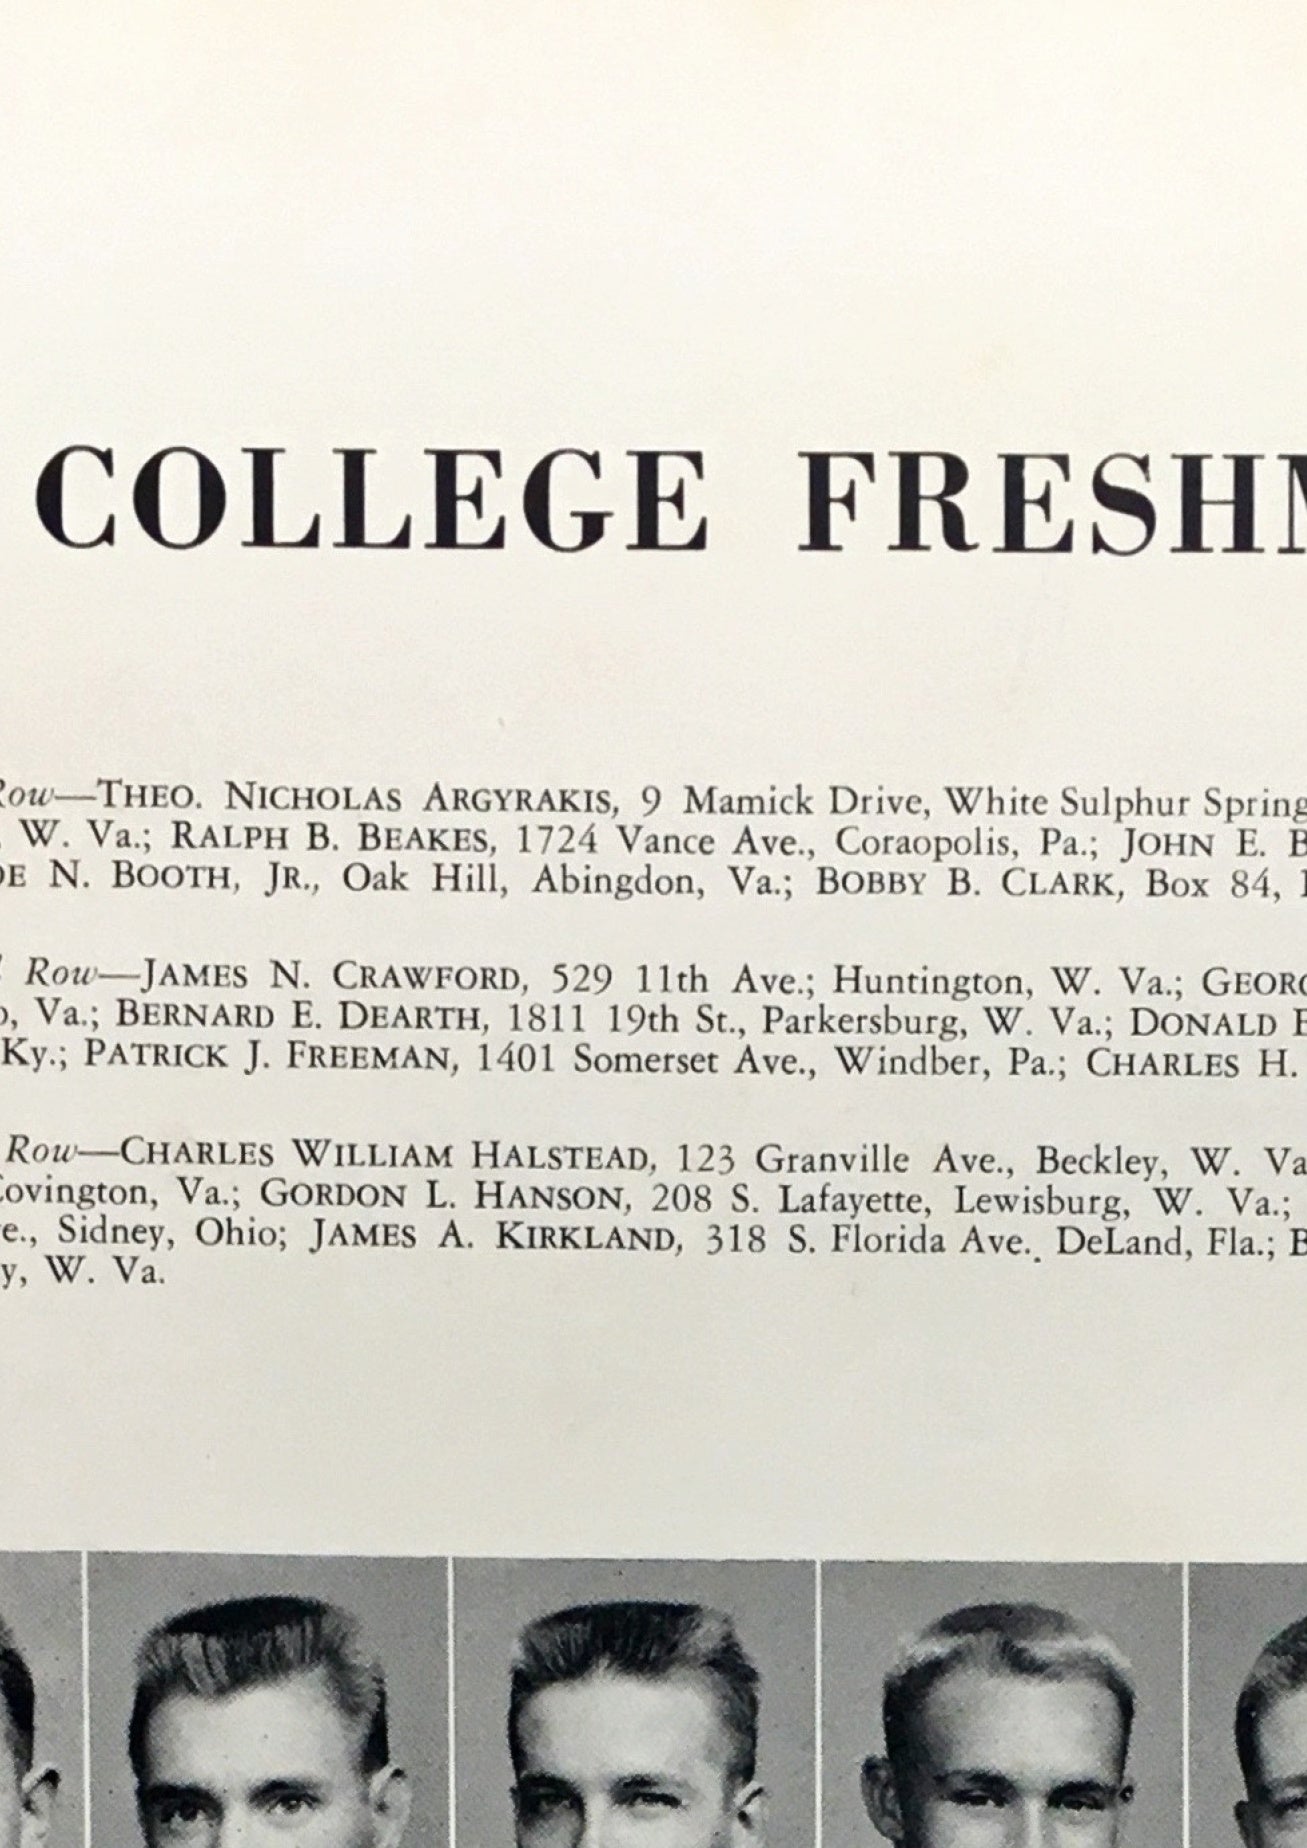 COLLEGE FRESHM
Row—THEO. NICHOLAS ARGYRAKIS, 9 Mamick Drive, White Sulphur Spring
W. Va.; RALPH B. BEAKES, 1724 Vance Ave., Coraopolis, Pa.; JOHN E. B
DE N. BOOTH, JR., Oak Hill, Abingdon, Va.; BOBBY B. CLARK, Box 84,
Row—JAMES N. CRAWFORD, 529 11th Ave.; Huntington, W. Va.; GEORG
o, Va.; BERNARD E. DEARTH, 1811 19th St., Parkersburg, W. Va.; DONALD E
Ky.; PATRICK J. FREEMAN, 1401 Somerset Ave., Windber, Pa.; CHARLES H.
Row—CHARLES WILLIAM HALSTEAD, 123 Granville Ave., Beckley, W. Va
Covington, Va.; GORDON L. HANSON, 208 S. Lafayette, Lewisburg, W. Va.;
e., Sidney, Ohio; JAMES A. KIRKLAND, 318 S. Florida Ave., DeLand, Fla.; B
y, W. Va.